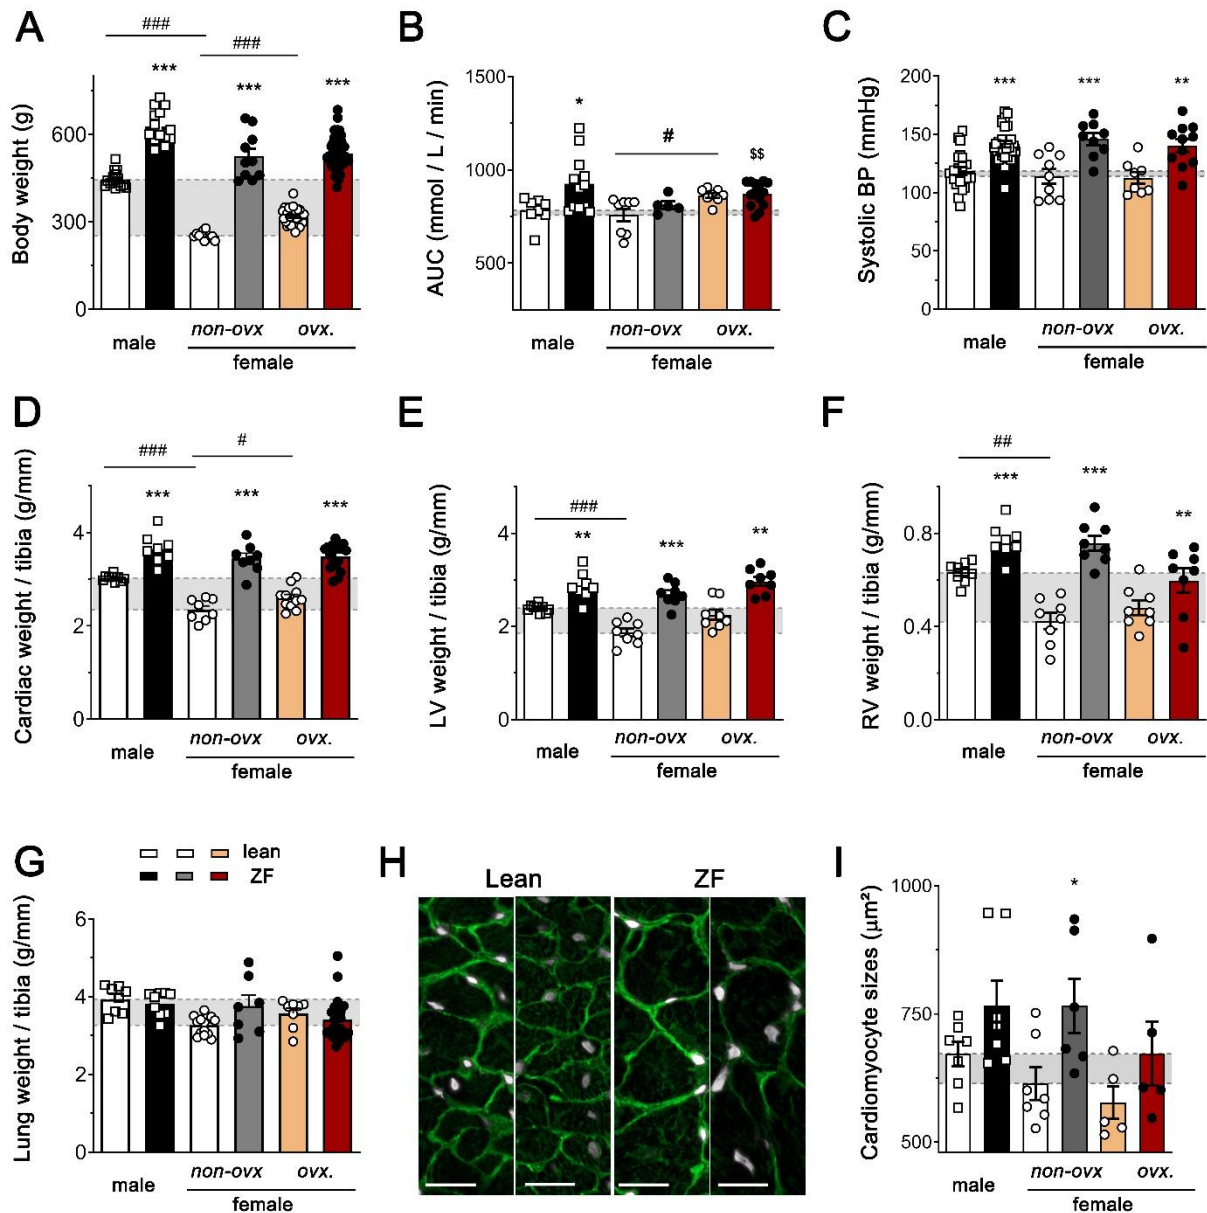 A
###
###
***
***
***
Body weight (g)
600
300
0
non-ovx
ovx.
male
female
B
1500
1000
500
AUC (mmol / L / min)
*
#
$$
non-ovx
ovx.
male
female
C
200
150
100
50
0
Systolic BP (mmHg)
***
***
**
non-ovx
ovx.
male
female
D
###
#
***
***
***
Cardiac weight / tibia (g/mm)
4
2
0
non-ovx
ovx.
male
female
E
###
**
***
**
LV weight / tibia (g/mm)
4
2
0
non-ovx
ovx.
male
female
F
##
***
***
**
RV weight / tibia (g/mm)
0.8
0.4
0.0
non-ovx
ovx.
male
female
G
lean
ZF
Lung weight / tibia (g/mm)
6
4
2
0
non-ovx
ovx.
male
female
H
Lean
ZF
I
1000
750
500
Cardiomyocyte sizes (µm²)
*
non-ovx
ovx.
male
female